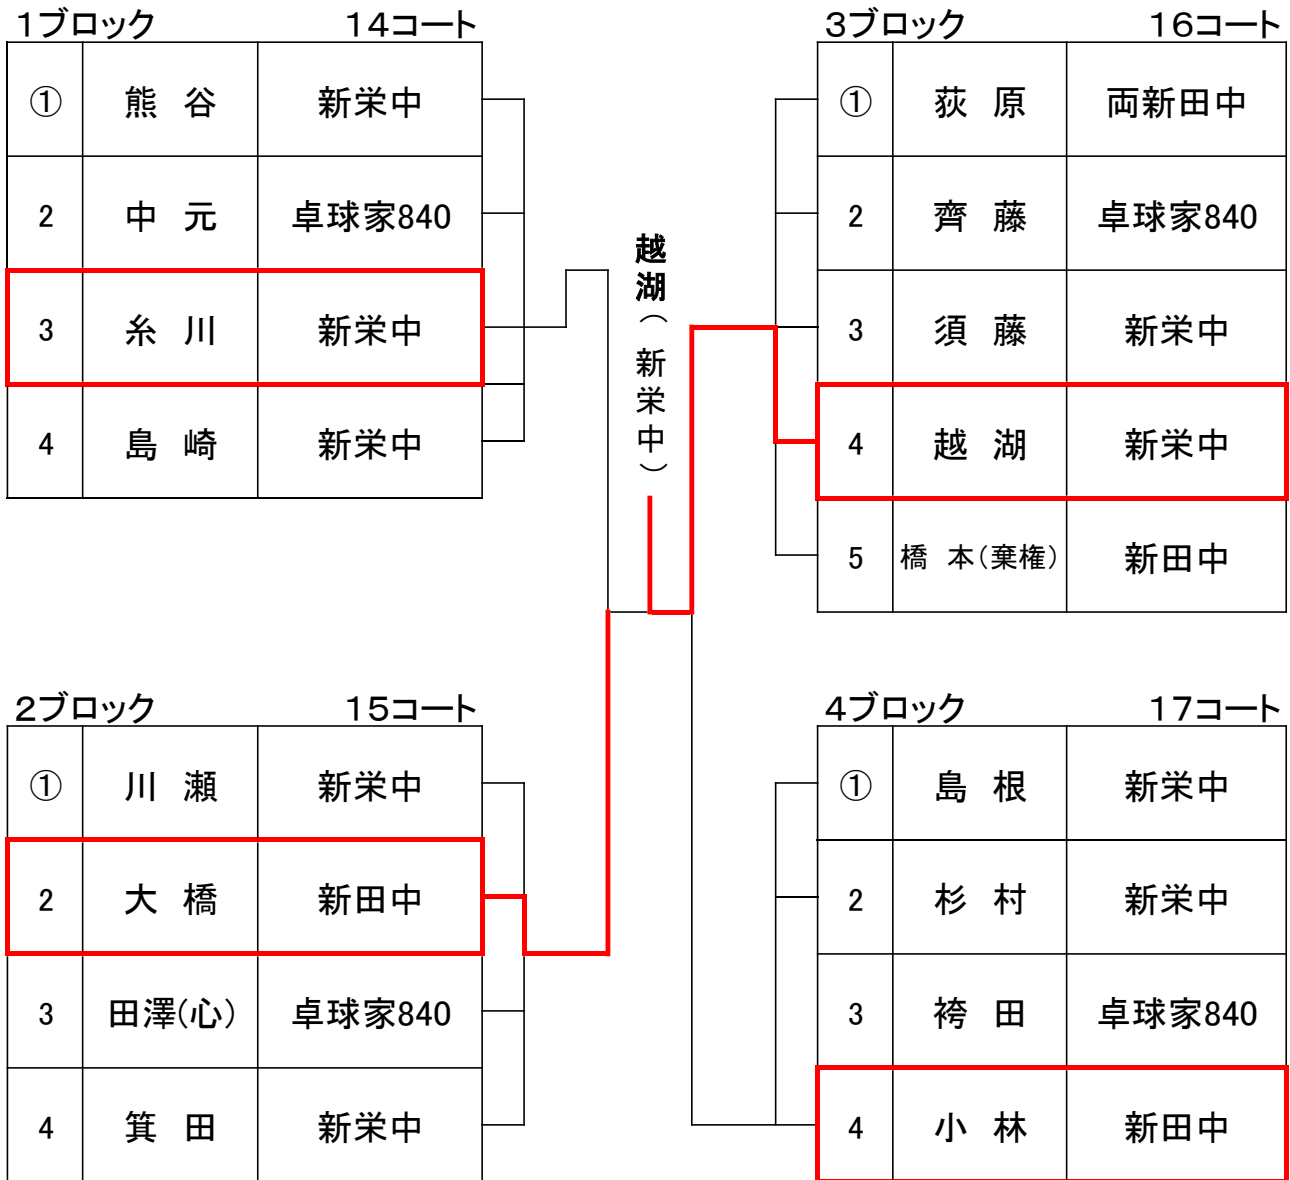 1ブロック 14コート
① 熊 谷 新栄中
2 中 元 卓球家840
3 糸 川 新栄中
4 島 崎 新栄中
2ブロック 15コート
① 川 瀬 新栄中
2 大 橋 新田中
3 田澤(心) 卓球家840
4 箕 田 新栄中
越湖(新栄中)
3ブロック 16コート
① 荻 原 両新田中
2 齊 藤 卓球家840
3 須 藤 新栄中
4 越 湖 新栄中
5 橋 本(棄権) 新田中
4ブロック 17コート
① 島 根 新栄中
2 杉 村 新栄中
3 袴 田 卓球家840
4 小 林 新田中